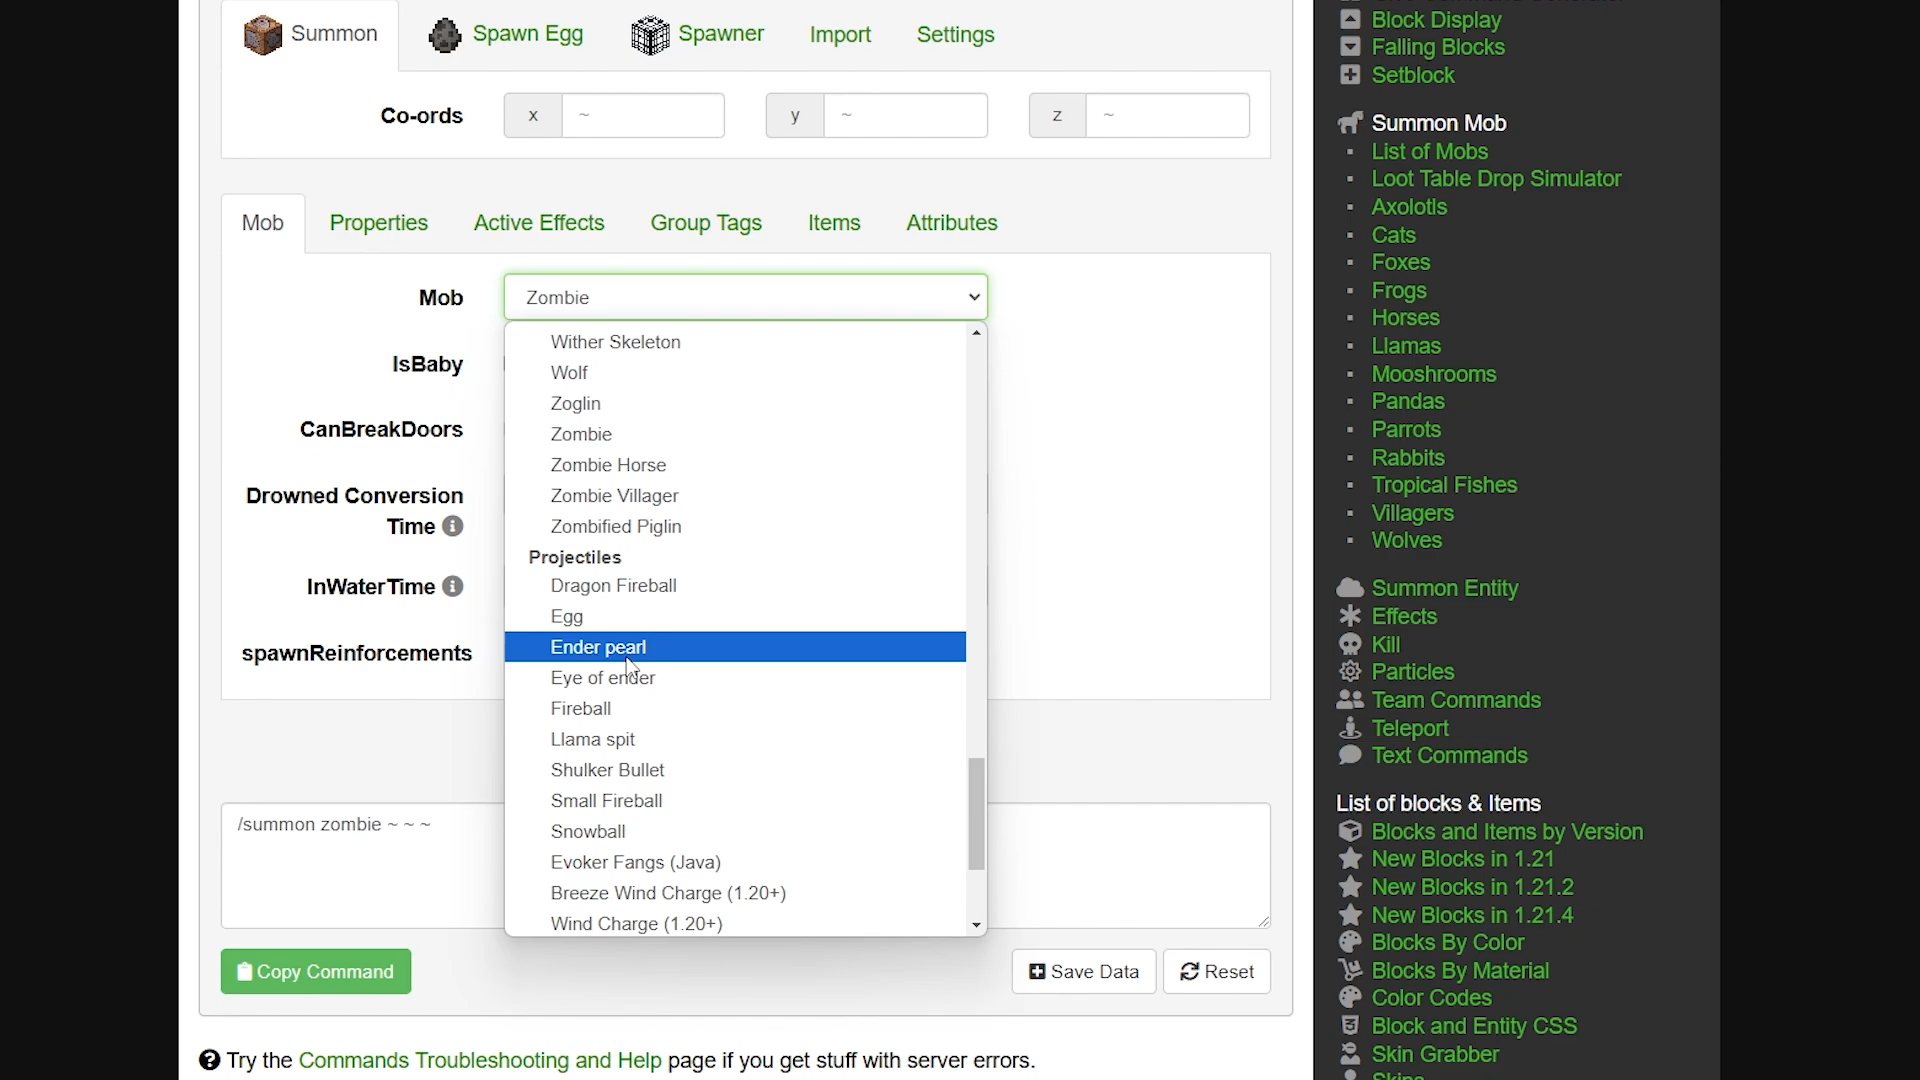 Summon
Spawn Egg
Spawner
Import
Settings
Co-ords
x ~
y ~
z ~
Mob
Properties
Active Effects
Group Tags
Items
Attributes
Mob
Zombie
IsBaby
CanBreakDoors
Drowned Conversion
Time
InWaterTime
spawnReinforcements
Wither Skeleton
Wolf
Zoglin
Zombie
Zombie Horse
Zombie Villager
Zombified Piglin
Projectiles
Dragon Fireball
Egg
Ender pearl
Eye of ender
Fireball
Llama spit
Shulker Bullet
Small Fireball
Snowball
Evoker Fangs (Java)
Breeze Wind Charge (1.20+)
Wind Charge (1.20+)
/summon zombie ~ ~ ~
Copy Command
Save Data
Reset
Try the Commands Troubleshooting and Help page if you get stuff with server errors.
Block Display
Falling Blocks
Setblock
Summon Mob
List of Mobs
Loot Table Drop Simulator
Axolotls
Cats
Foxes
Frogs
Horses
Llamas
Mooshrooms
Pandas
Parrots
Rabbits
Tropical Fishes
Villagers
Wolves
Summon Entity
Effects
Kill
Particles
Team Commands
Teleport
Text Commands
List of blocks & Items
Blocks and Items by Version
New Blocks in 1.21
New Blocks in 1.21.2
New Blocks in 1.21.4
Blocks By Color
Blocks By Material
Color Codes
Block and Entity CSS
Skin Grabber